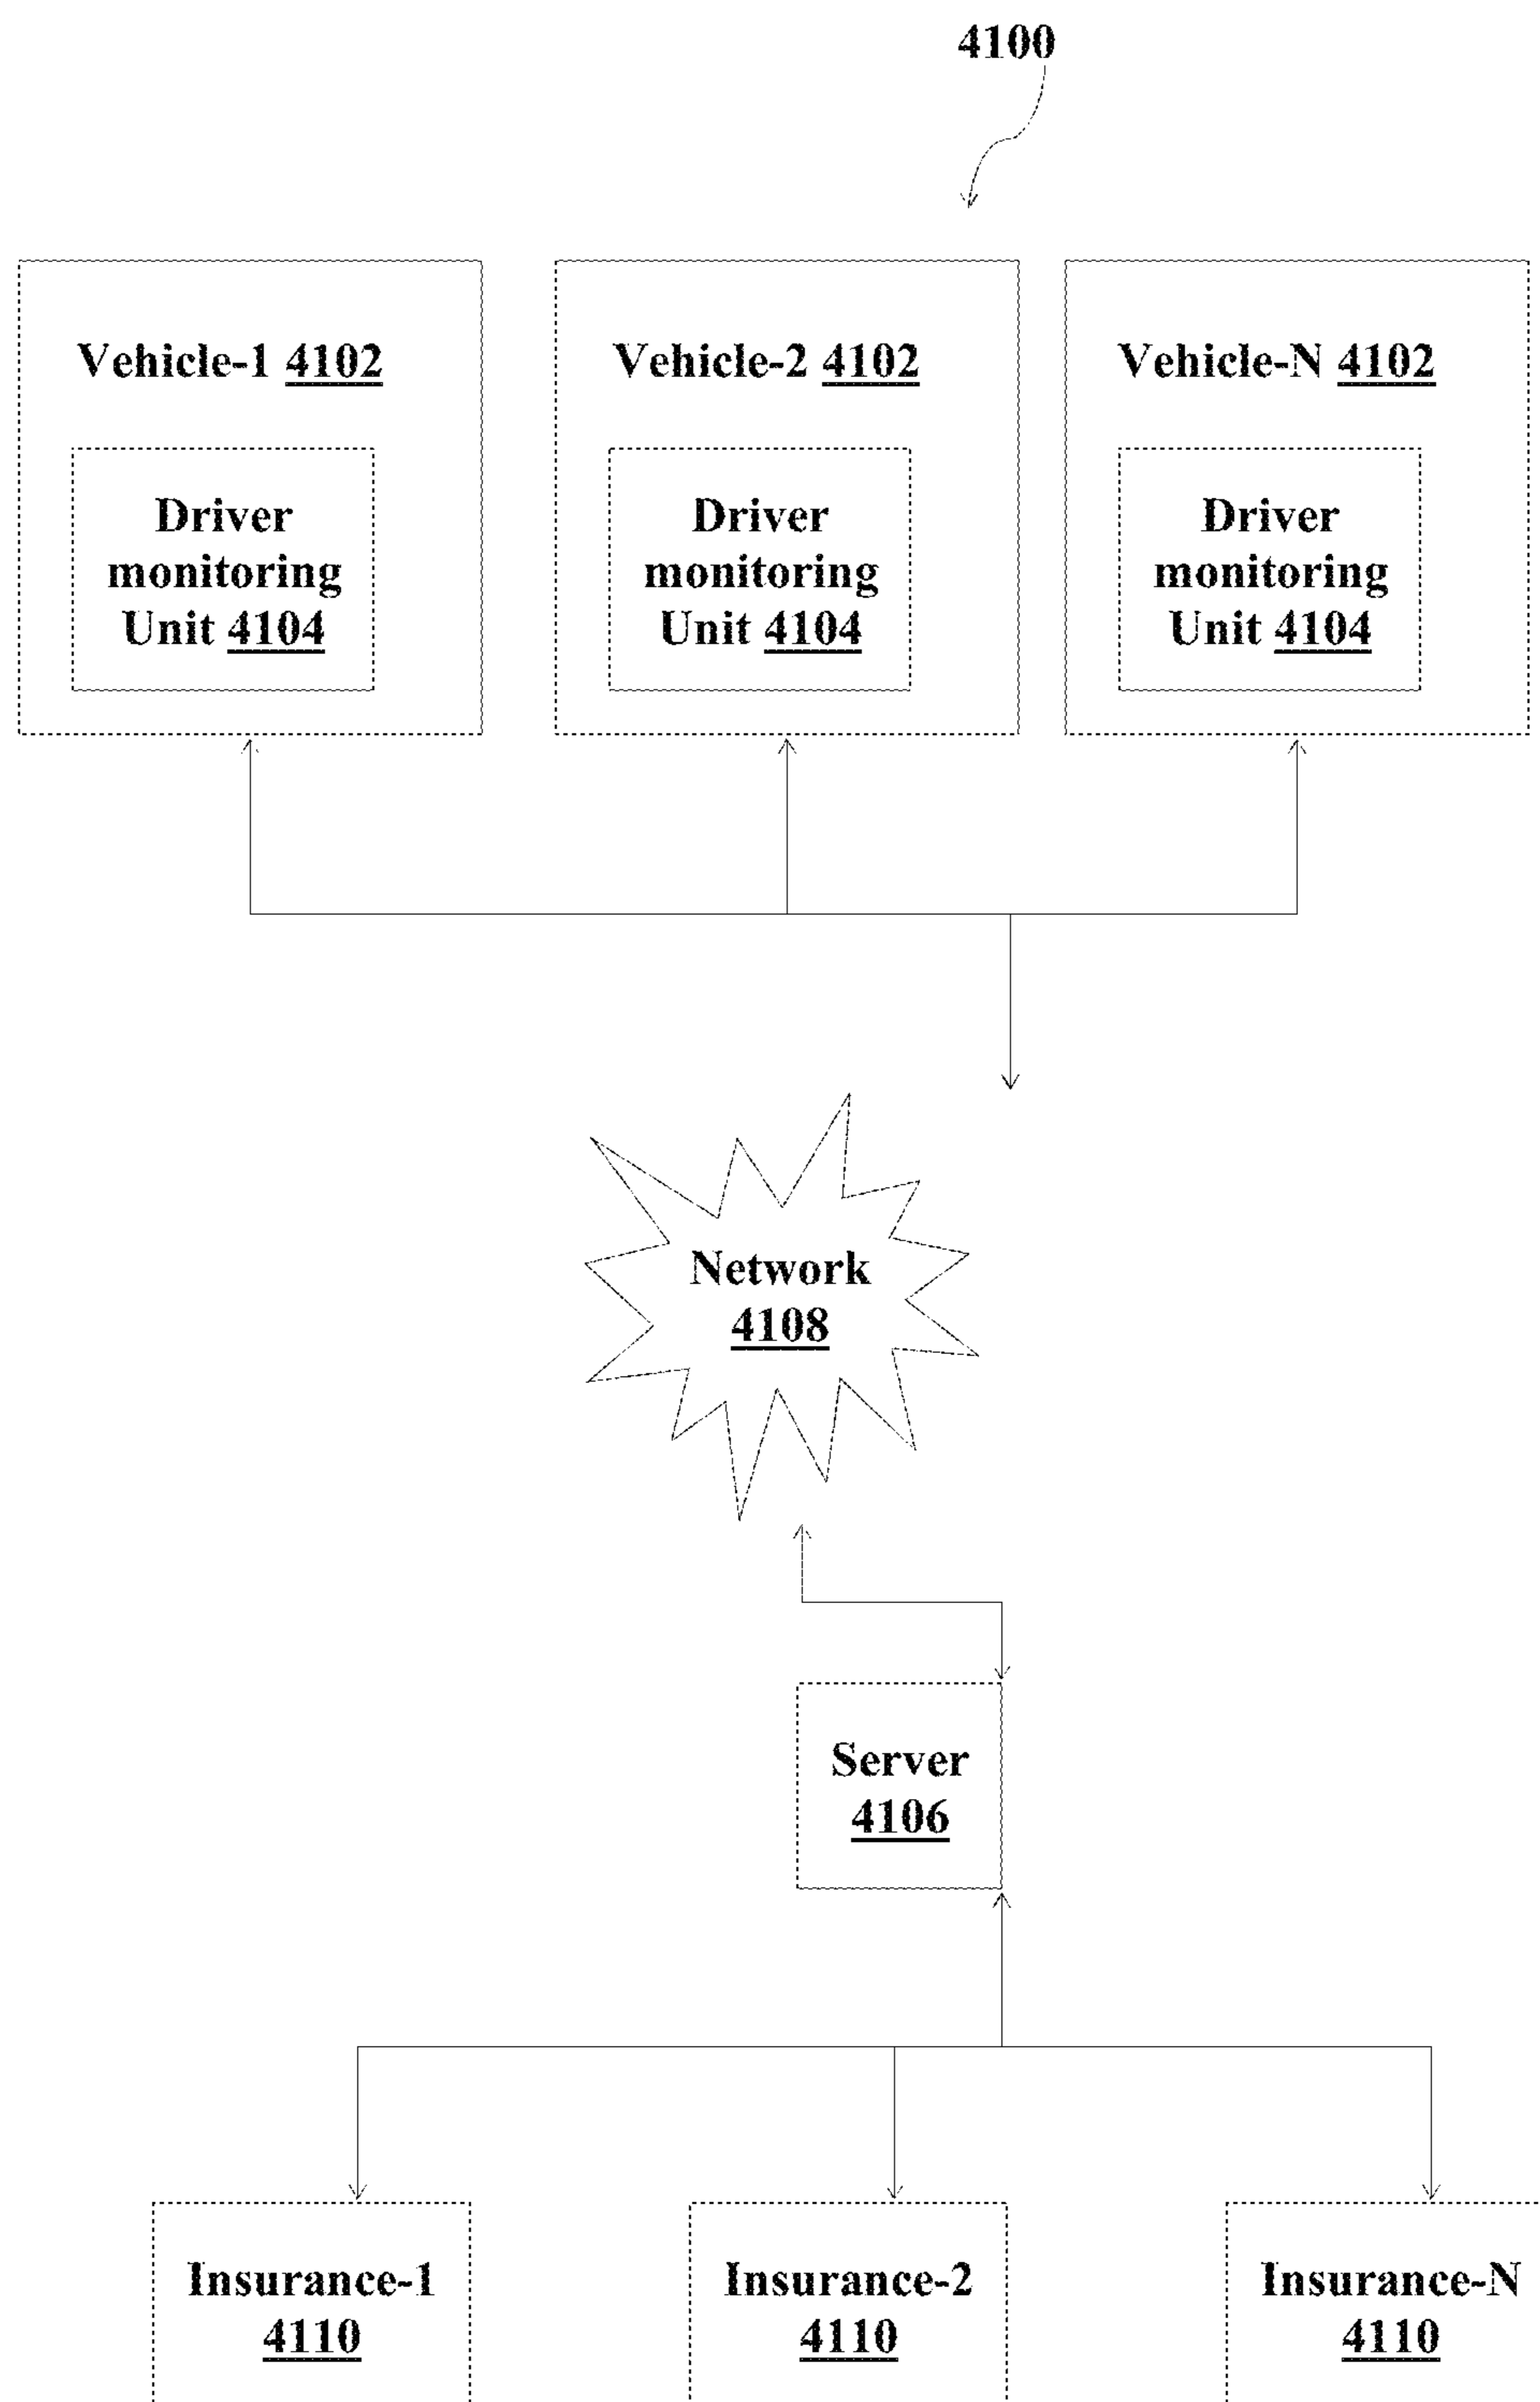 4100
Vehicle-1 4102
Vehicle-2 4102
Vehicle-N 4102
Driver
monitoring
Unit 4104
Driver
monitoring
Unit 4104
Driver
monitoring
Unit 4104
Network
4108
Server
4106
Insurance-1
4110
Insurance-2
4110
Insurance-N
4110